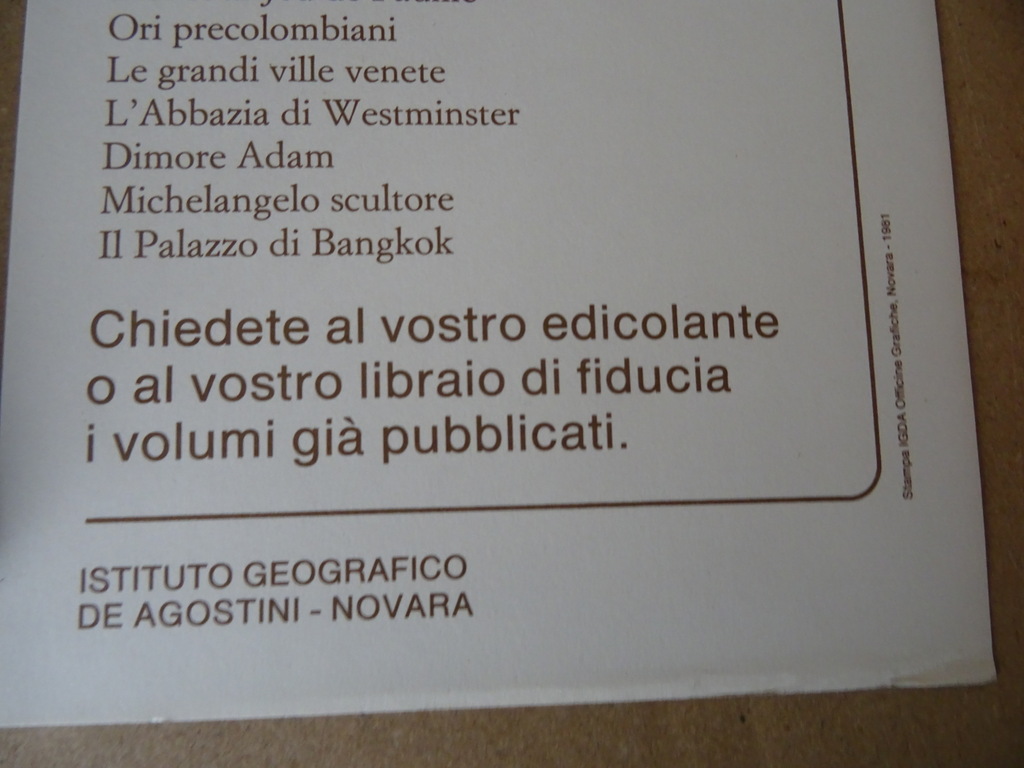 Ori precolombiani
Le grandi ville venete
L'Abbazia di Westminster
Dimore Adam
Michelangelo scultore
Il Palazzo di Bangkok
Chiedete al vostro edicolante
o al vostro libraio di fiducia
i volumi già pubblicati.
ISTITUTO GEOGRAFICO
DE AGOSTINI - NOVARA
Stampa IGDA Officine Grafiche, Novara - 1981